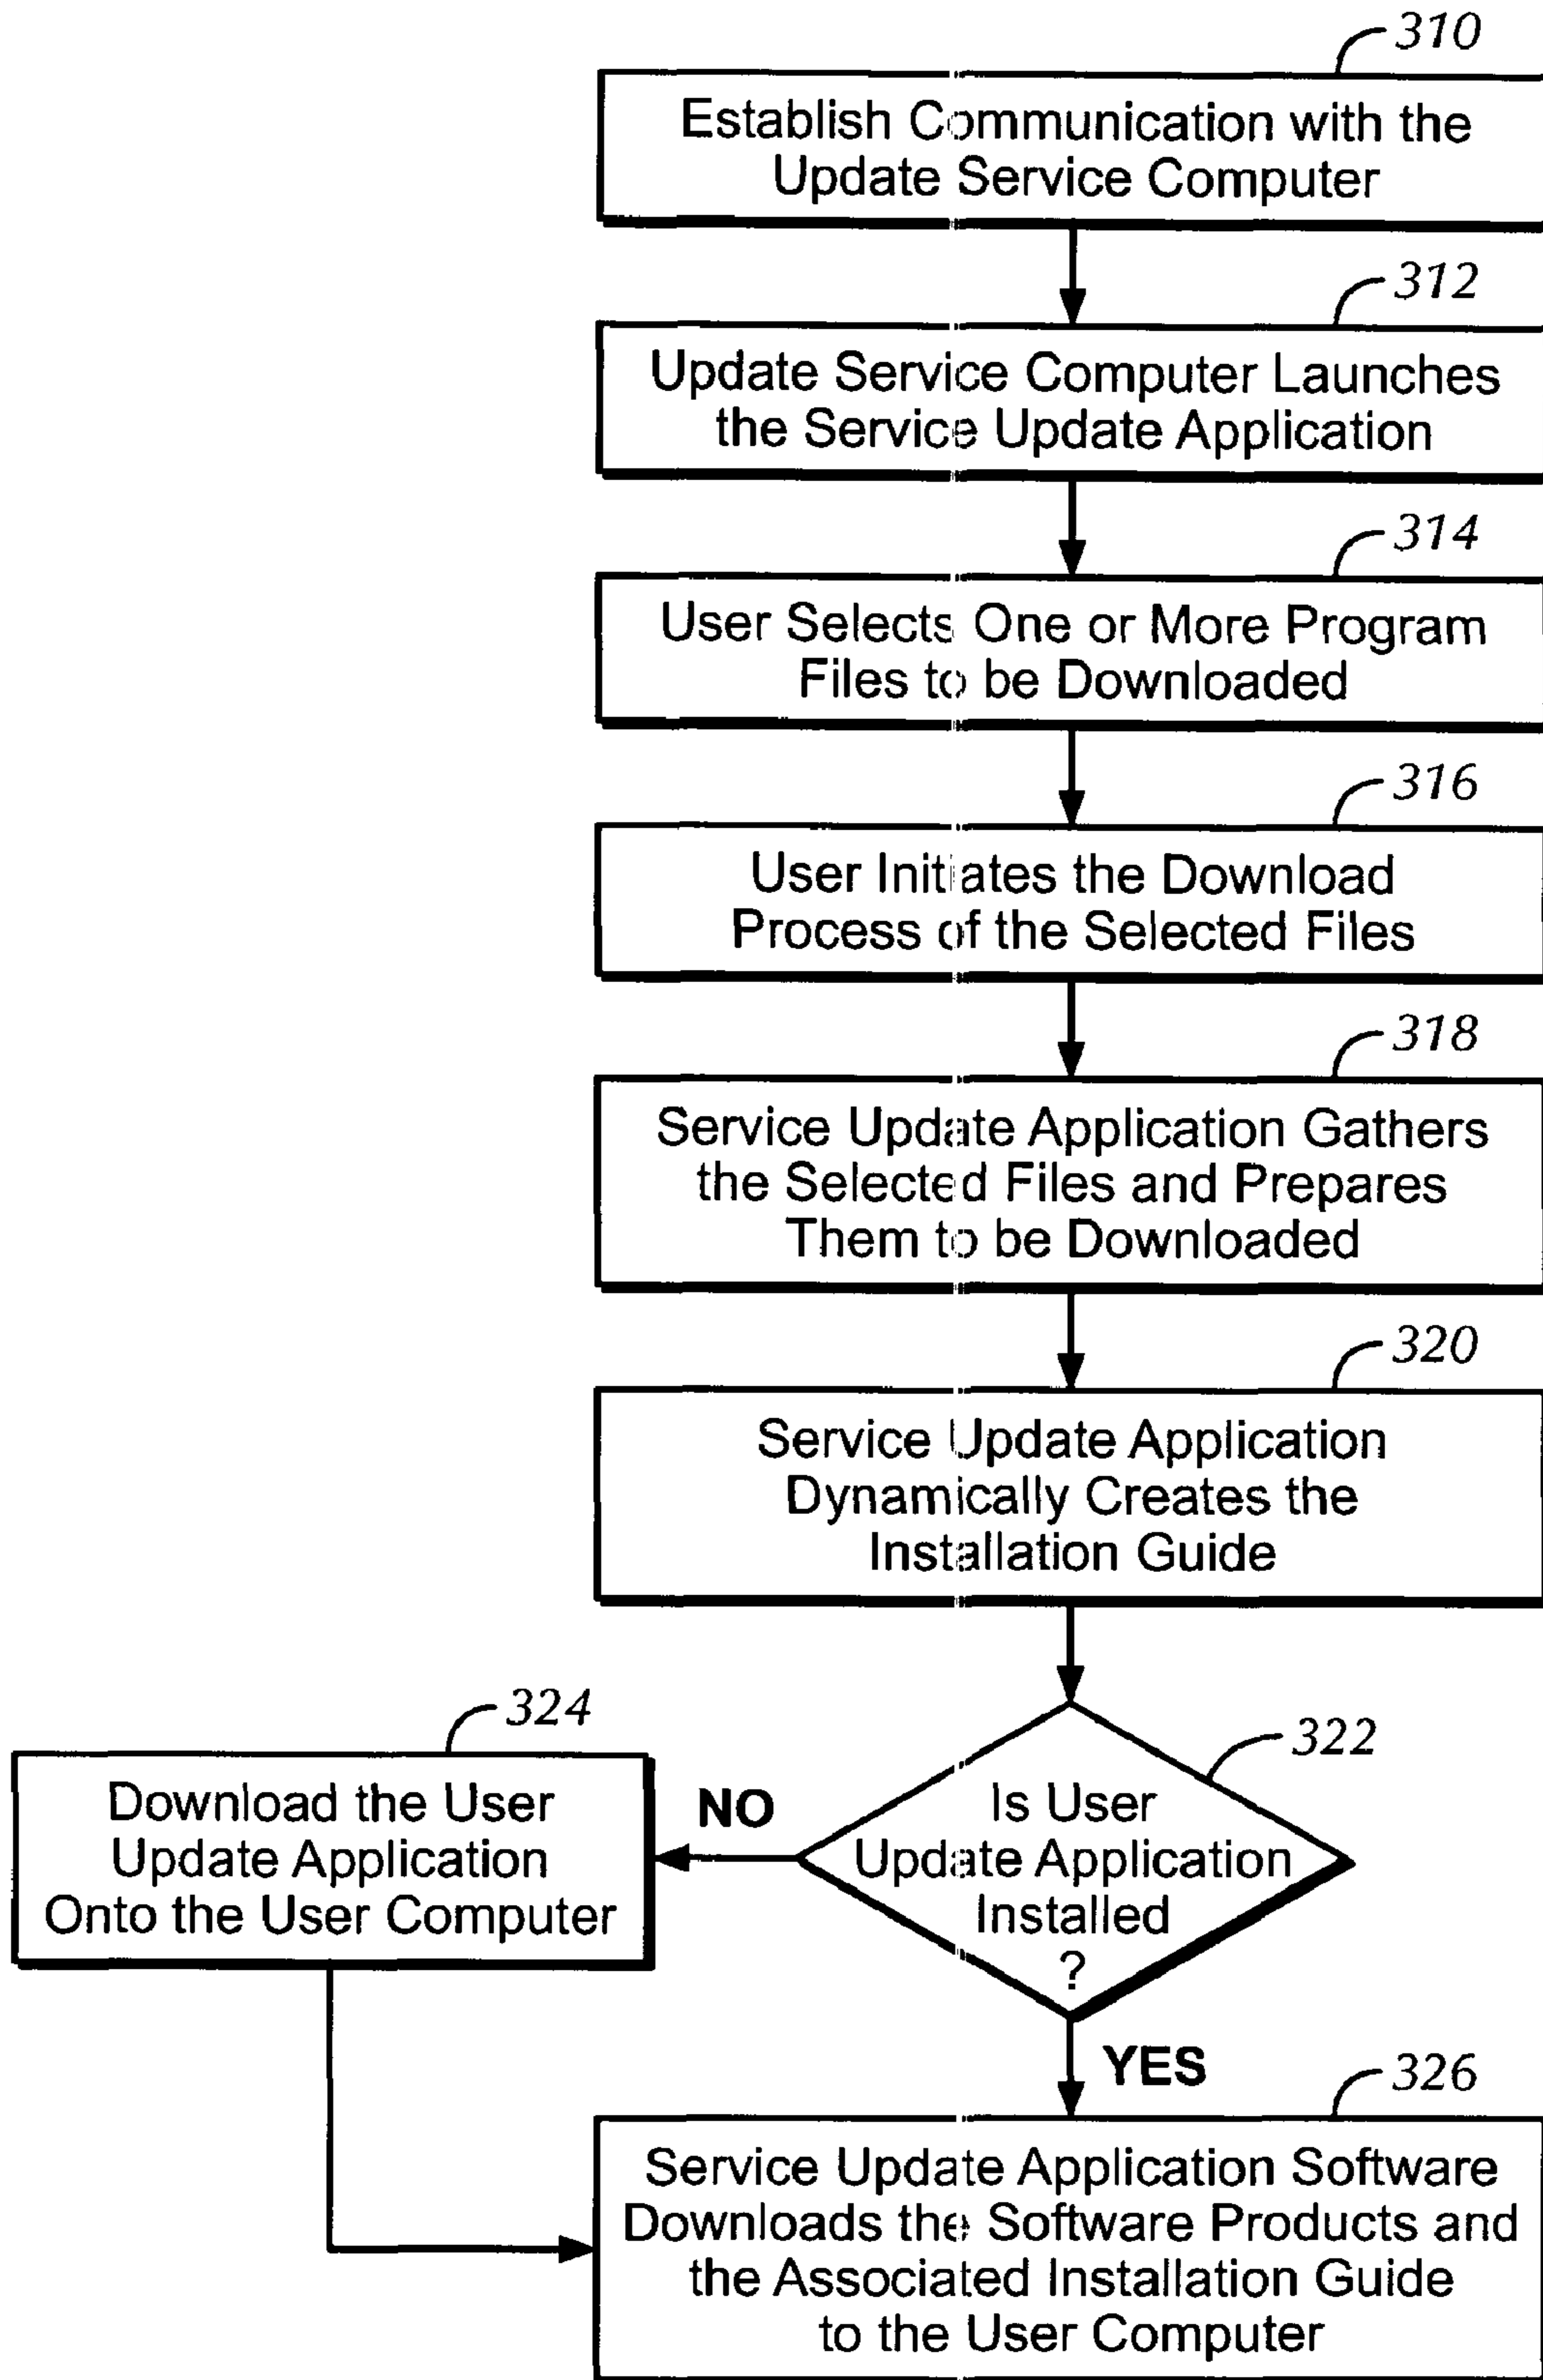 310
Establish Communication with the
Update Service Computer
312
Update Service Computer Launches
the Service Update Application
314
User Selects One or More Program
Files to be Downloaded
316
User Initiates the Download
Process of the Selected Files
318
Service Update Application Gathers
the Selected Files and Prepares
Them to be Downloaded
320
Service Update Application
Dynamically Creates the
Installation Guide
322
Is User
Update Application
Installed
?
NO
324
Download the User
Update Application
Onto the User Computer
YES
326
Service Update Application Software
Downloads the Software Products and
the Associated Installation Guide
to the User Computer